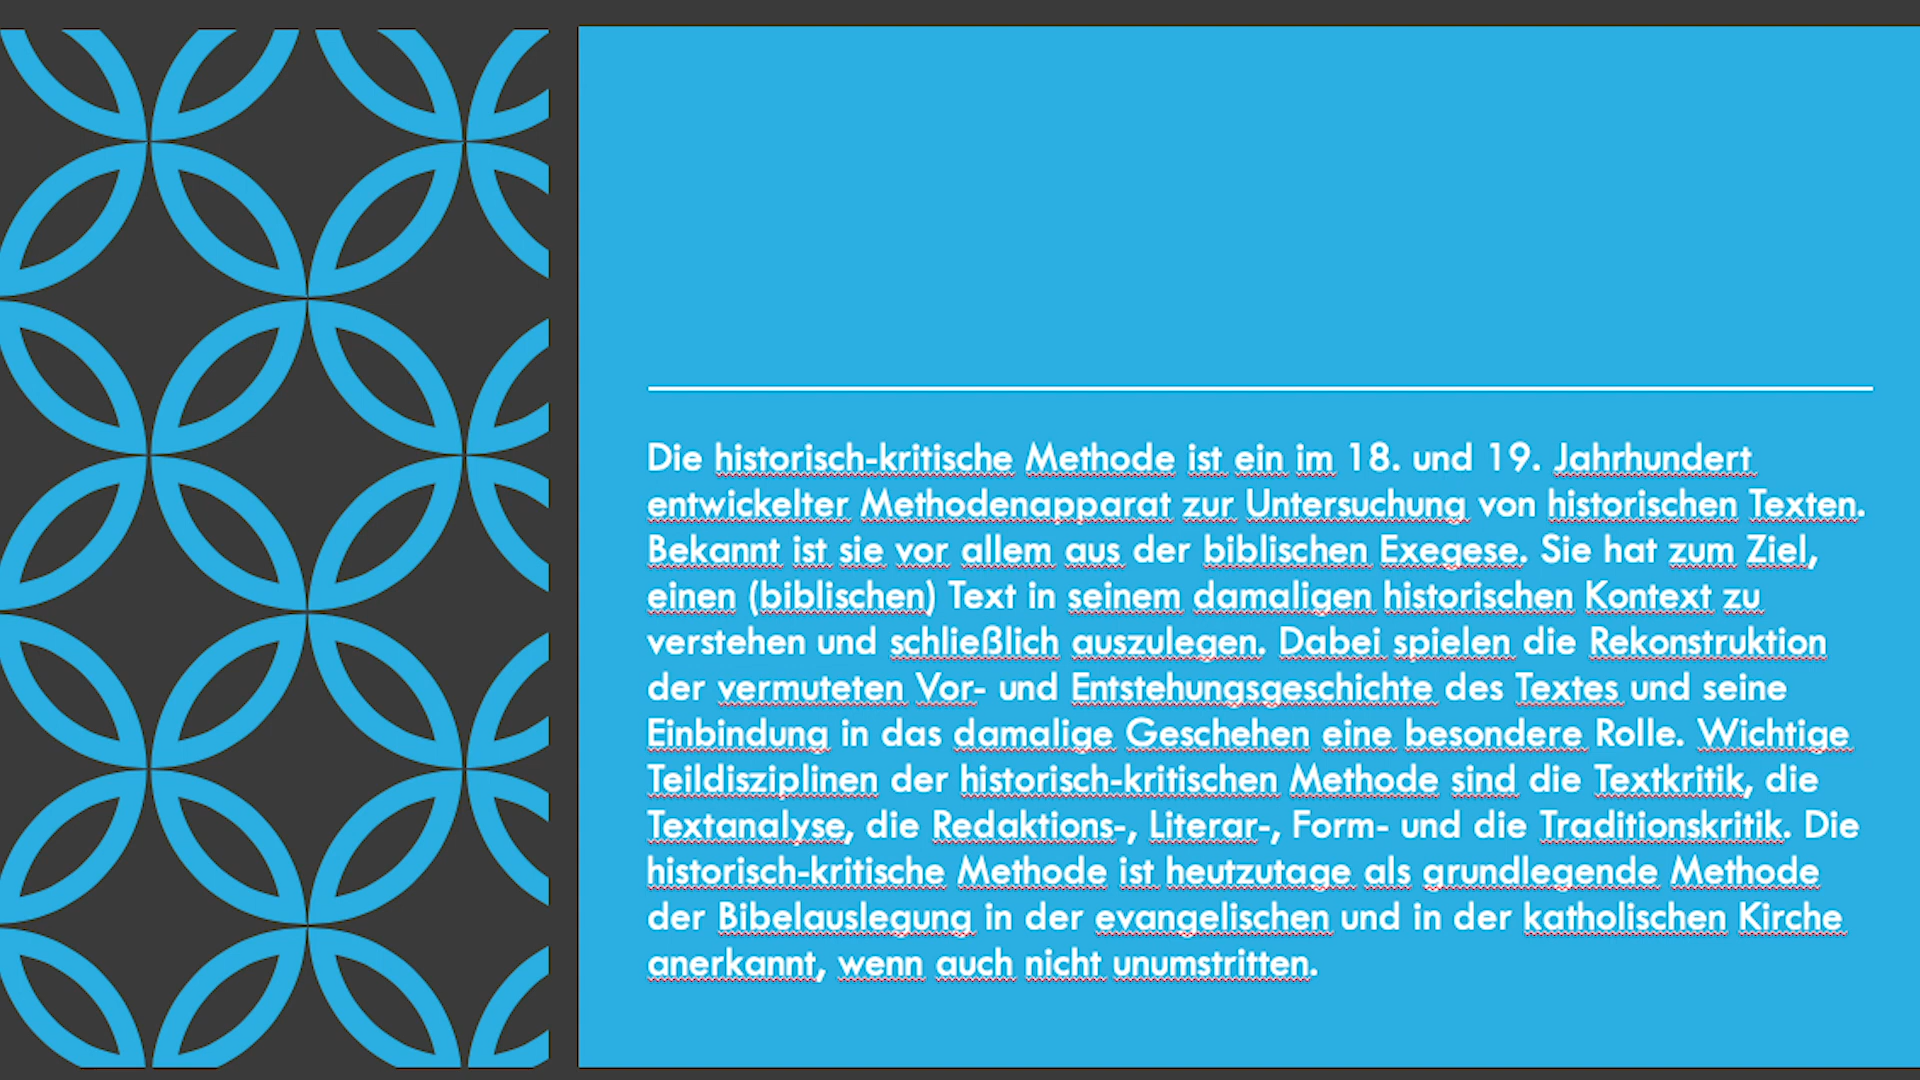 Die historisch-kritische Methode ist ein im 18. und 19. Jahrhundert
entwickelter Methodenapparat zur Untersuchung von historischen Texten.
Bekannt ist sie vor allem aus der biblischen Exegese. Sie hat zum Ziel,
einen (biblischen) Text in seinem damaligen historischen Kontext zu
verstehen und schließlich auszulegen. Dabei spielen die Rekonstruktion
der vermuteten Vor- und Entstehungsgeschichte des Textes und seine
Einbindung in das damalige Geschehen eine besondere Rolle. Wichtige
Teildisziplinen der historisch-kritischen Methode sind die Textkritik, die
Textanalyse, die Redaktions-, Literar-, Form- und die Traditionskritik. Die
historisch-kritische Methode ist heutzutage als grundlegende Methode
der Bibelauslegung in der evangelischen und in der katholischen Kirche
anerkannt, wenn auch nicht unumstritten.